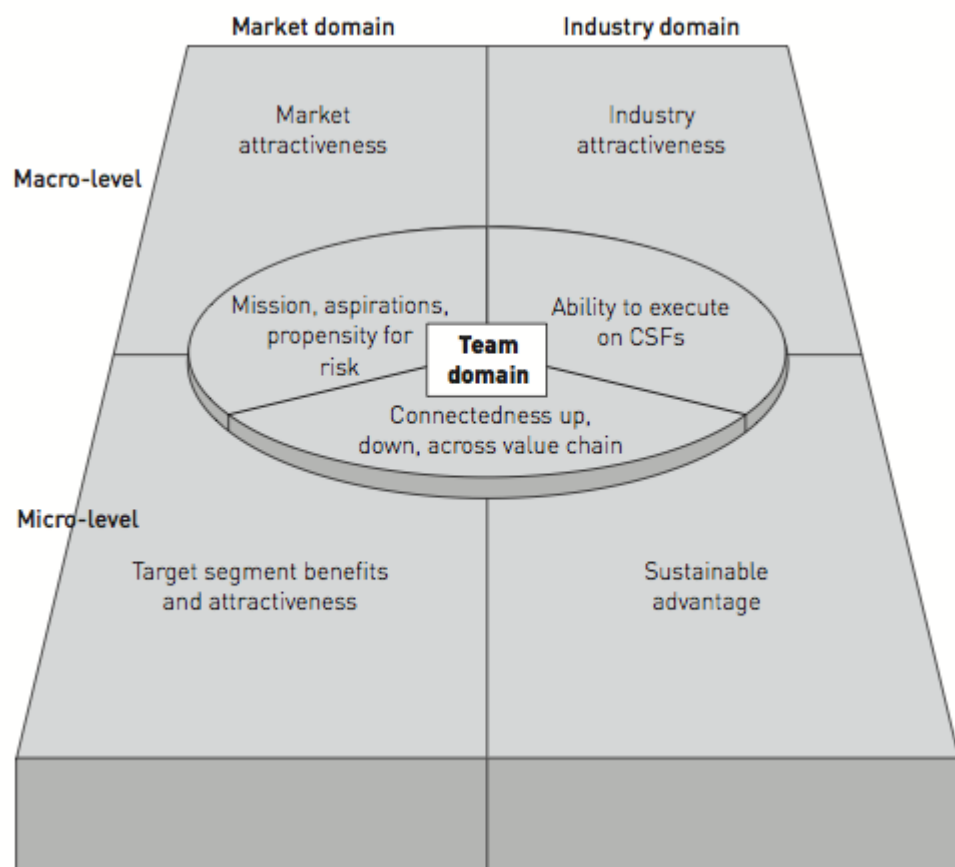 Market domain
Industry domain
Market
attractiveness
Industry
attractiveness
Macro-level
Mission, aspirations,
propensity for
risk
Ability to execute
on CSFs
Team
domain
Connectedness up,
down, across value chain
Micro-level
Target segment benefits
and attractiveness
Sustainable
advantage